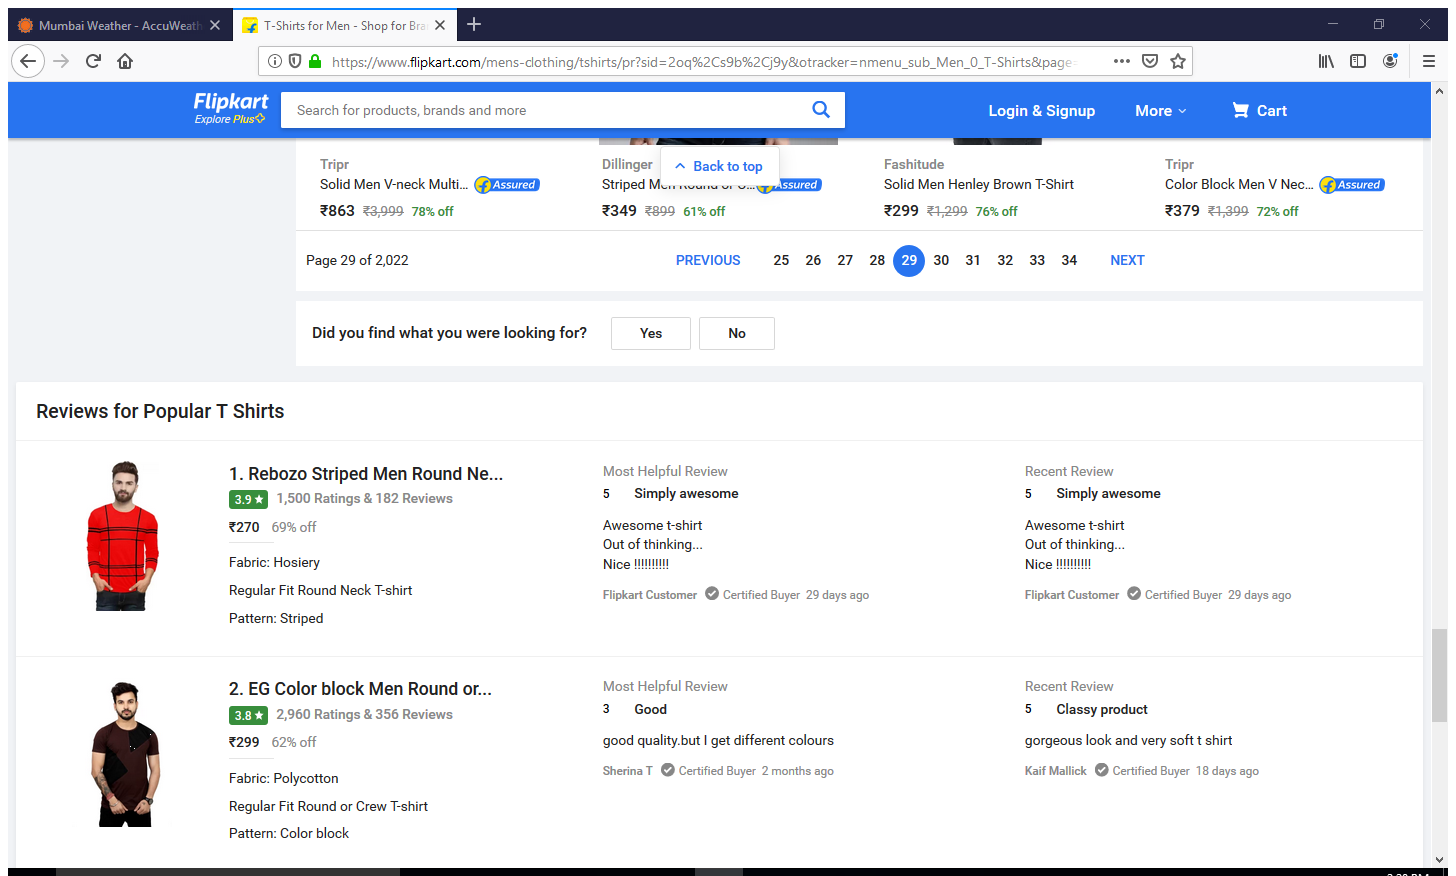 Mumbai Weather - AccuWeath
T-Shirts for Men - Shop for Bra
https://www.flipkart.com/mens-clothing/tshirts/pr?sid=2oq%2Cs9b%2Cj9y&otracker=nmenu_sub_Men_0_T-Shirts&page=
Flipkart
Explore Plus
Search for products, brands and more
Login & Signup
More
Cart
Back to top
Tripr
Solid Men V-neck Multi... Assured
₹863 ₹3,999 78% off
Dillinger
Striped Men Round or C... Assured
₹349 ₹899 61% off
Fashitude
Solid Men Henley Brown T-Shirt
₹299 ₹1,299 76% off
Tripr
Color Block Men V Nec... Assured
₹379 ₹1,399 72% off
Page 29 of 2,022
PREVIOUS 25 26 27 28 29 30 31 32 33 34 NEXT
Did you find what you were looking for? Yes No
Reviews for Popular T Shirts
1. Rebozo Striped Men Round Ne...
3.9 1,500 Ratings & 182 Reviews
₹270 69% off
Fabric: Hosiery
Regular Fit Round Neck T-shirt
Pattern: Striped
Most Helpful Review
5 Simply awesome
Awesome t-shirt
Out of thinking...
Nice !!!!!!!!!!
Flipkart Customer Certified Buyer 29 days ago
Recent Review
5 Simply awesome
Awesome t-shirt
Out of thinking...
Nice !!!!!!!!!!
Flipkart Customer Certified Buyer 29 days ago
2. EG Color block Men Round or...
3.8 2,960 Ratings & 356 Reviews
₹299 62% off
Fabric: Polycotton
Regular Fit Round or Crew T-shirt
Pattern: Color block
Most Helpful Review
3 Good
good quality.but I get different colours
Sherina T Certified Buyer 2 months ago
Recent Review
5 Classy product
gorgeous look and very soft t shirt
Kaif Mallick Certified Buyer 18 days ago